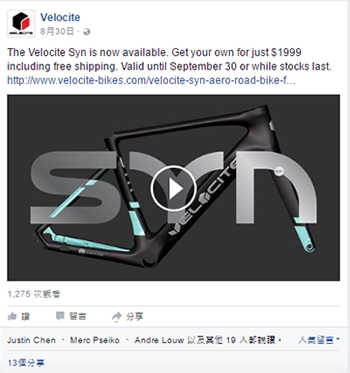 Velocite
VELOCITE
8月30日 ·
The Velocite Syn is now available. Get your own for just $1999
including free shipping. Valid until September 30 or while stocks last.
http://www.velocite-bikes.com/velocite-syn-aero-road-bike-f...
syn
VELOCITE
1,275 次觀看
讚 留言 分享
Justin Chen、Merc Pseiko、Andre Louw 以及其他 19 人都說讚。 人氣留言
13個分享